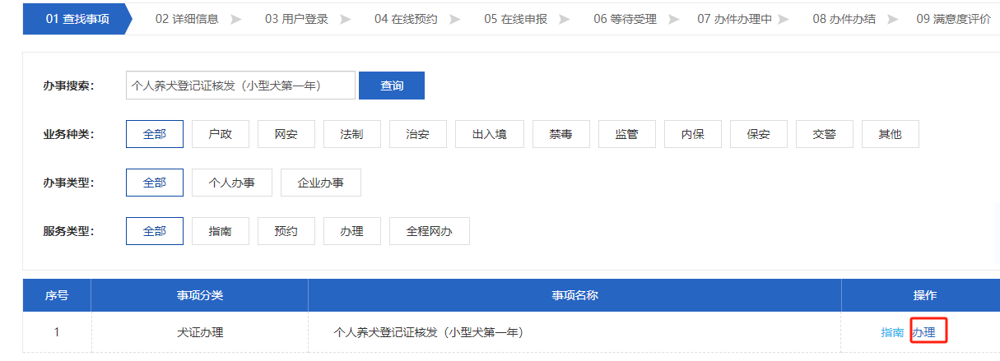 01 查找事项 02 详细信息 03 用户登录 04 在线预约 05 在线申报 06 等待受理 07 办件办理中 08 办件办结 09 满意度评价
办事搜索： 个人养犬登记证核发（小型犬第一年） 查询
业务种类： 全部 户政 网安 法制 治安 出入境 禁毒 监管 内保 保安 交警 其他
办事类型： 全部 个人办事 企业办事
服务类型： 全部 指南 预约 办理 全程网办
序号 事项分类 事项名称 操作
1 犬证办理 个人养犬登记证核发（小型犬第一年） 指南 办理